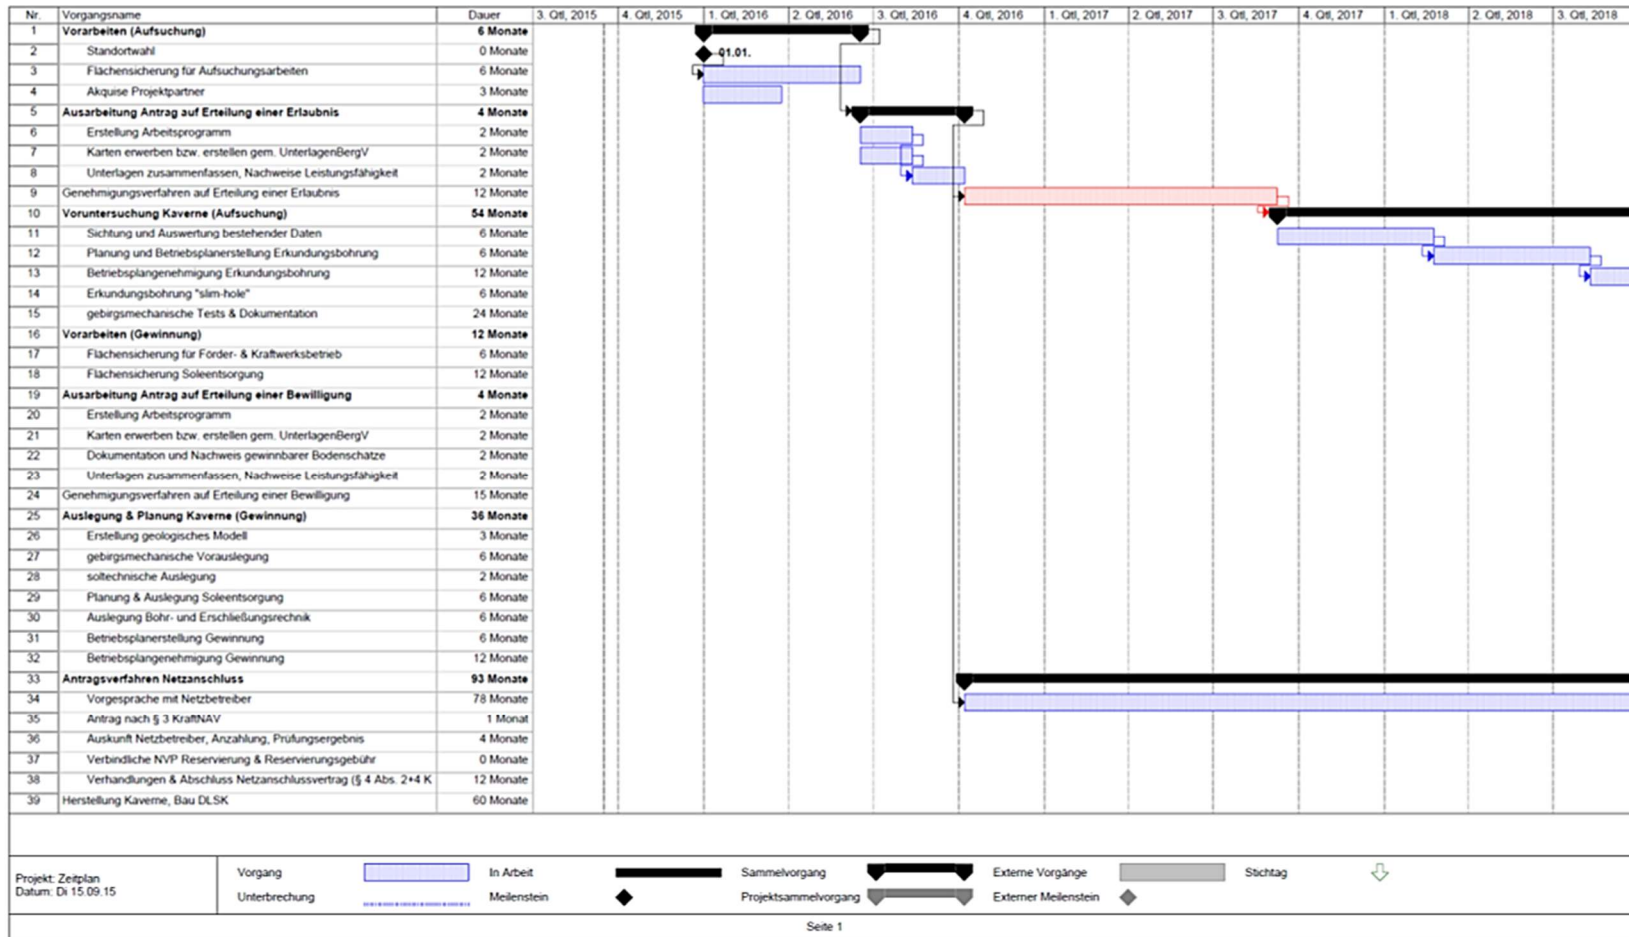 Nr. Vorgangsname Dauer 3. Qtl, 2015 4. Qtl, 2015 1. Qtl, 2016 2. Qtl, 2016 3. Qtl, 2016 4. Qtl, 2016 1. Qtl, 2017 2. Qtl, 2017 3. Qtl, 2017 4. Qtl, 2017 1. Qtl, 2018 2. Qtl, 2018 3. Qtl, 2018
1 Vorarbeiten (Aufsuchung) 6 Monate
2 Standortwahl 0 Monate 01.01.
3 Flächensicherung für Aufsuchungsarbeiten 6 Monate
4 Akquise Projektpartner 3 Monate
5 Ausarbeitung Antrag auf Erteilung einer Erlaubnis 4 Monate
6 Erstellung Arbeitsprogramm 2 Monate
7 Karten erwerben bzw. erstellen gem. UnterlagenBergV 2 Monate
8 Unterlagen zusammenfassen, Nachweise Leistungsfähigkeit 2 Monate
9 Genehmigungsverfahren auf Erteilung einer Erlaubnis 12 Monate
10 Voruntersuchung Kaverne (Aufsuchung) 54 Monate
11 Sichtung und Auswertung bestehender Daten 6 Monate
12 Planung und Betriebsplanerstellung Erkundungsbohrung 6 Monate
13 Betriebsplangenehmigung Erkundungsbohrung 12 Monate
14 Erkundungsbohrung "slim-hole" 6 Monate
15 gebirgsmechanische Tests & Dokumentation 24 Monate
16 Vorarbeiten (Gewinnung) 12 Monate
17 Flächensicherung für Förder- & Kraftwerksbetrieb 6 Monate
18 Flächensicherung Soleentsorgung 12 Monate
19 Ausarbeitung Antrag auf Erteilung einer Bewilligung 4 Monate
20 Erstellung Arbeitsprogramm 2 Monate
21 Karten erwerben bzw. erstellen gem. UnterlagenBergV 2 Monate
22 Dokumentation und Nachweis gewinnbarer Bodenschätze 2 Monate
23 Unterlagen zusammenfassen, Nachweise Leistungsfähigkeit 2 Monate
24 Genehmigungsverfahren auf Erteilung einer Bewilligung 15 Monate
25 Auslegung & Planung Kaverne (Gewinnung) 36 Monate
26 Erstellung geologisches Modell 3 Monate
27 gebirgsmechanische Vorauslegung 6 Monate
28 soltechnische Auslegung 2 Monate
29 Planung & Auslegung Soleentsorgung 6 Monate
30 Auslegung Bohr- und Erschließungsrechnik 6 Monate
31 Betriebsplanerstellung Gewinnung 6 Monate
32 Betriebsplangenehmigung Gewinnung 12 Monate
33 Antragsverfahren Netzanschluss 93 Monate
34 Vorgespräche mit Netzbetreiber 78 Monate
35 Antrag nach § 3 KraftNAV 1 Monat
36 Auskunft Netzbetreiber, Anzahlung, Prüfungsergebnis 4 Monate
37 Verbindliche NVP Reservierung & Reservierungsgebühr 0 Monate
38 Verhandlungen & Abschluss Netzanschlussvertrag (§ 4 Abs. 2+4 K 12 Monate
39 Herstellung Kaverne, Bau DLSK 60 Monate
Projekt: Zeitplan
Datum: Di 15.09.15
Vorgang In Arbeit Sammelvorgang Externe Vorgänge Stichtag
Unterbrechung Meilenstein Projektsammelvorgang Externer Meilenstein
Seite 1